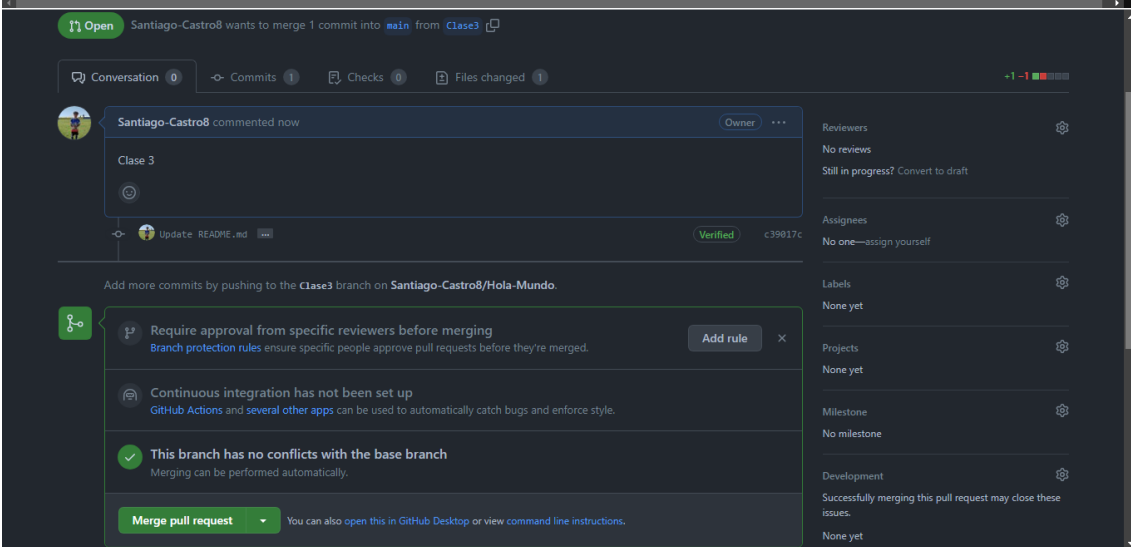 Open Santiago-Castro8 wants to merge 1 commit into main from Clase3
Conversation 0 Commits 1 Checks 0 Files changed 1 +1 −1
Santiago-Castro8 commented now Owner ...
Clase 3
Update README.md ... Verified c39017c
Add more commits by pushing to the Clase3 branch on Santiago-Castro8/Hola-Mundo.
Require approval from specific reviewers before merging
Branch protection rules ensure specific people approve pull requests before they're merged.
Add rule
Continuous integration has not been set up
GitHub Actions and several other apps can be used to automatically catch bugs and enforce style.
This branch has no conflicts with the base branch
Merging can be performed automatically.
Merge pull request You can also open this in GitHub Desktop or view command line instructions.
Reviewers
No reviews
Still in progress? Convert to draft
Assignees
No one—assign yourself
Labels
None yet
Projects
None yet
Milestone
No milestone
Development
Successfully merging this pull request may close these
issues.
None yet